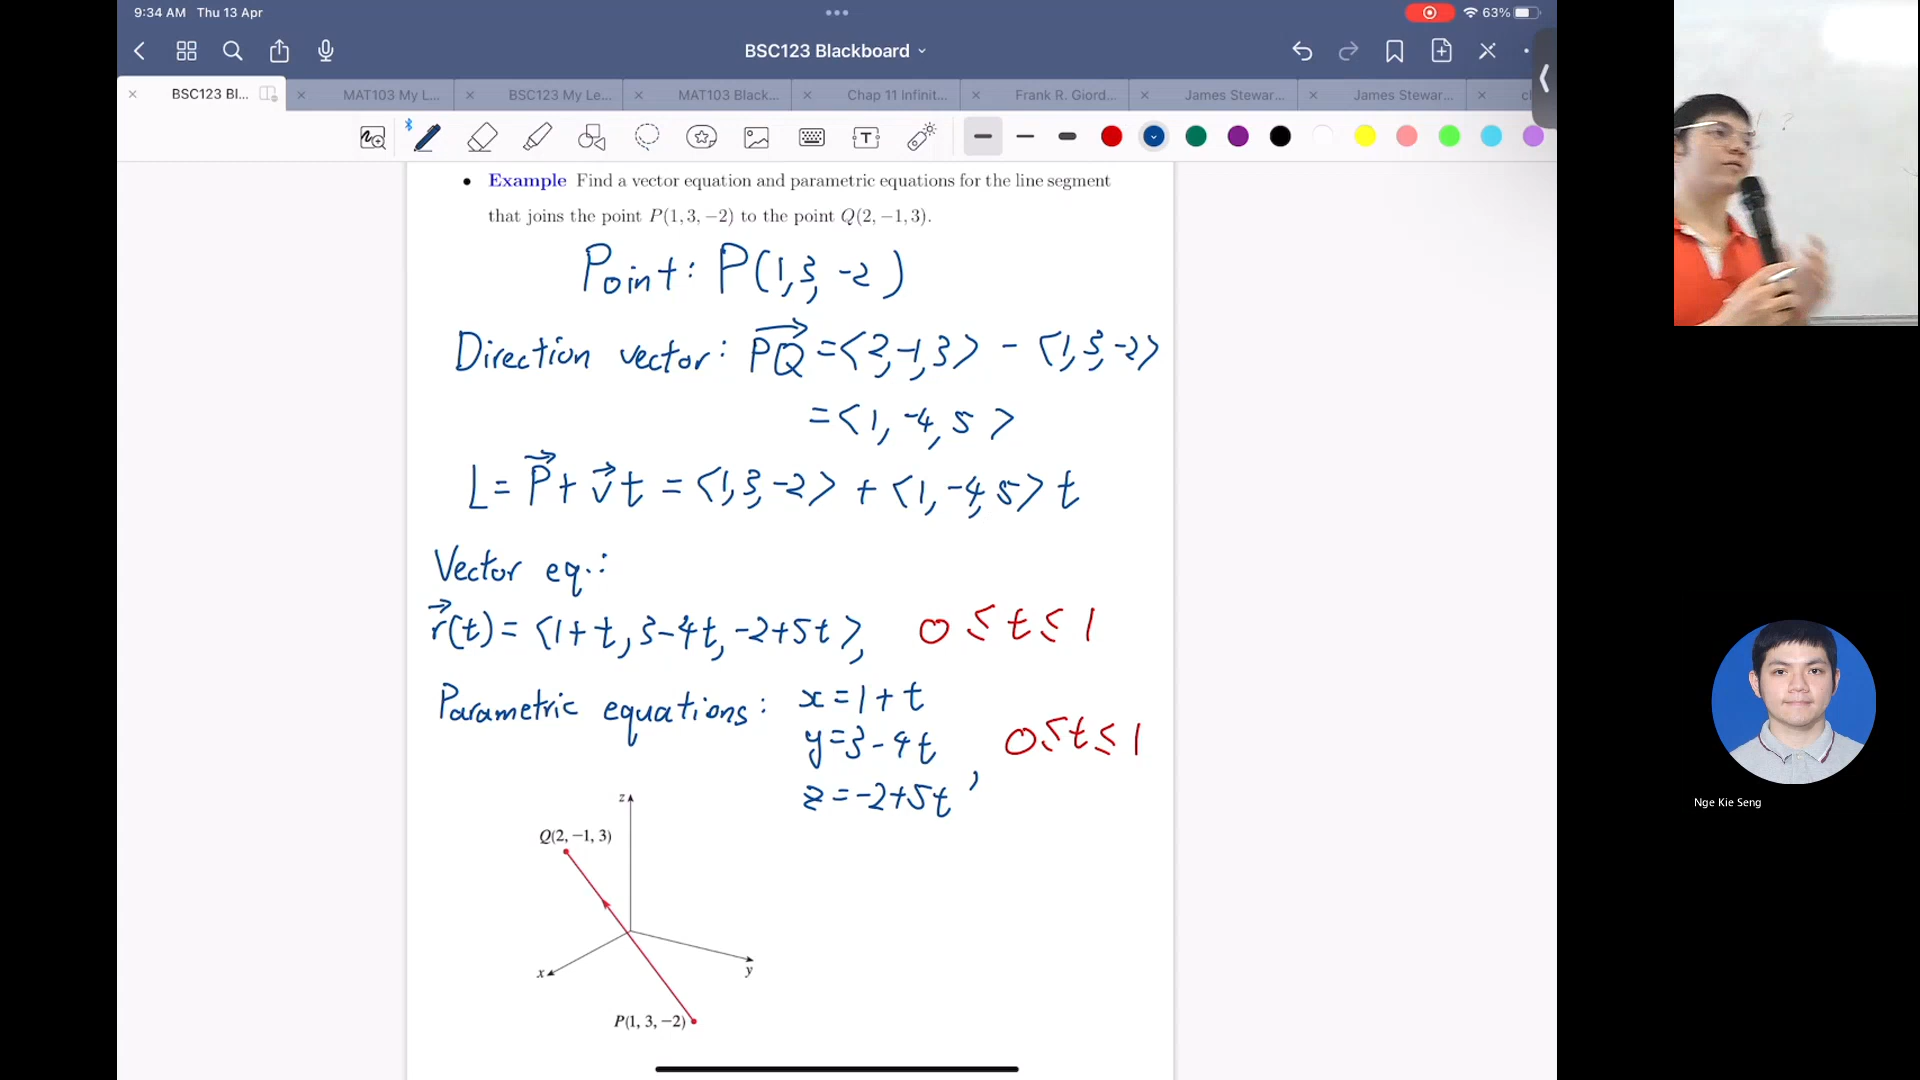 9:34 AM Thu 13 Apr
63%
BSC123 Blackboard
BSC123 Bl...
MAT103 My L...
BSC123 My Le...
MAT103 Black...
Chap 11 Infinit...
Frank R. Giord...
James Stewar...
James Stewar...
• Example Find a vector equation and parametric equations for the line segment
that joins the point P(1, 3, −2) to the point Q(2, −1, 3).
Point: P(1, 3, -2)
Direction vector: PQ⃗ = <2, -1, 3> - <1, 3, -2>
= <1, -4, 5>
L = P⃗ + v⃗t = <1, 3, -2> + <1, -4, 5> t
Vector eq.:
r⃗(t) = <1+t, 3-4t, -2+5t>, 0 ≤ t ≤ 1
Parametric equations: x = 1 + t
y = 3 - 4t
z = -2 + 5t , 0 ≤ t ≤ 1
z
Q(2, −1, 3)
x
y
P(1, 3, −2)
Nge Kie Seng